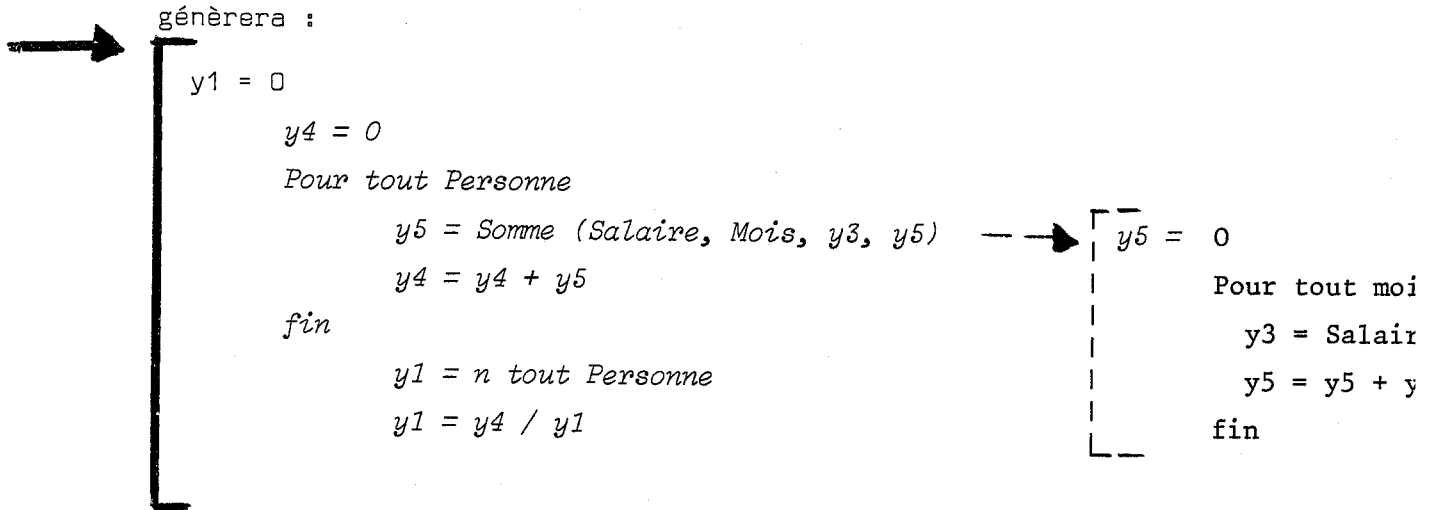 génèrera :
y1 = 0
y4 = 0
Pour tout Personne
y5 = Somme (Salaire, Mois, y3, y5)
y4 = y4 + y5
fin
y1 = n tout Personne
y1 = y4 / y1
y5 = 0
Pour tout moi
y3 = Salair
y5 = y5 + y
fin